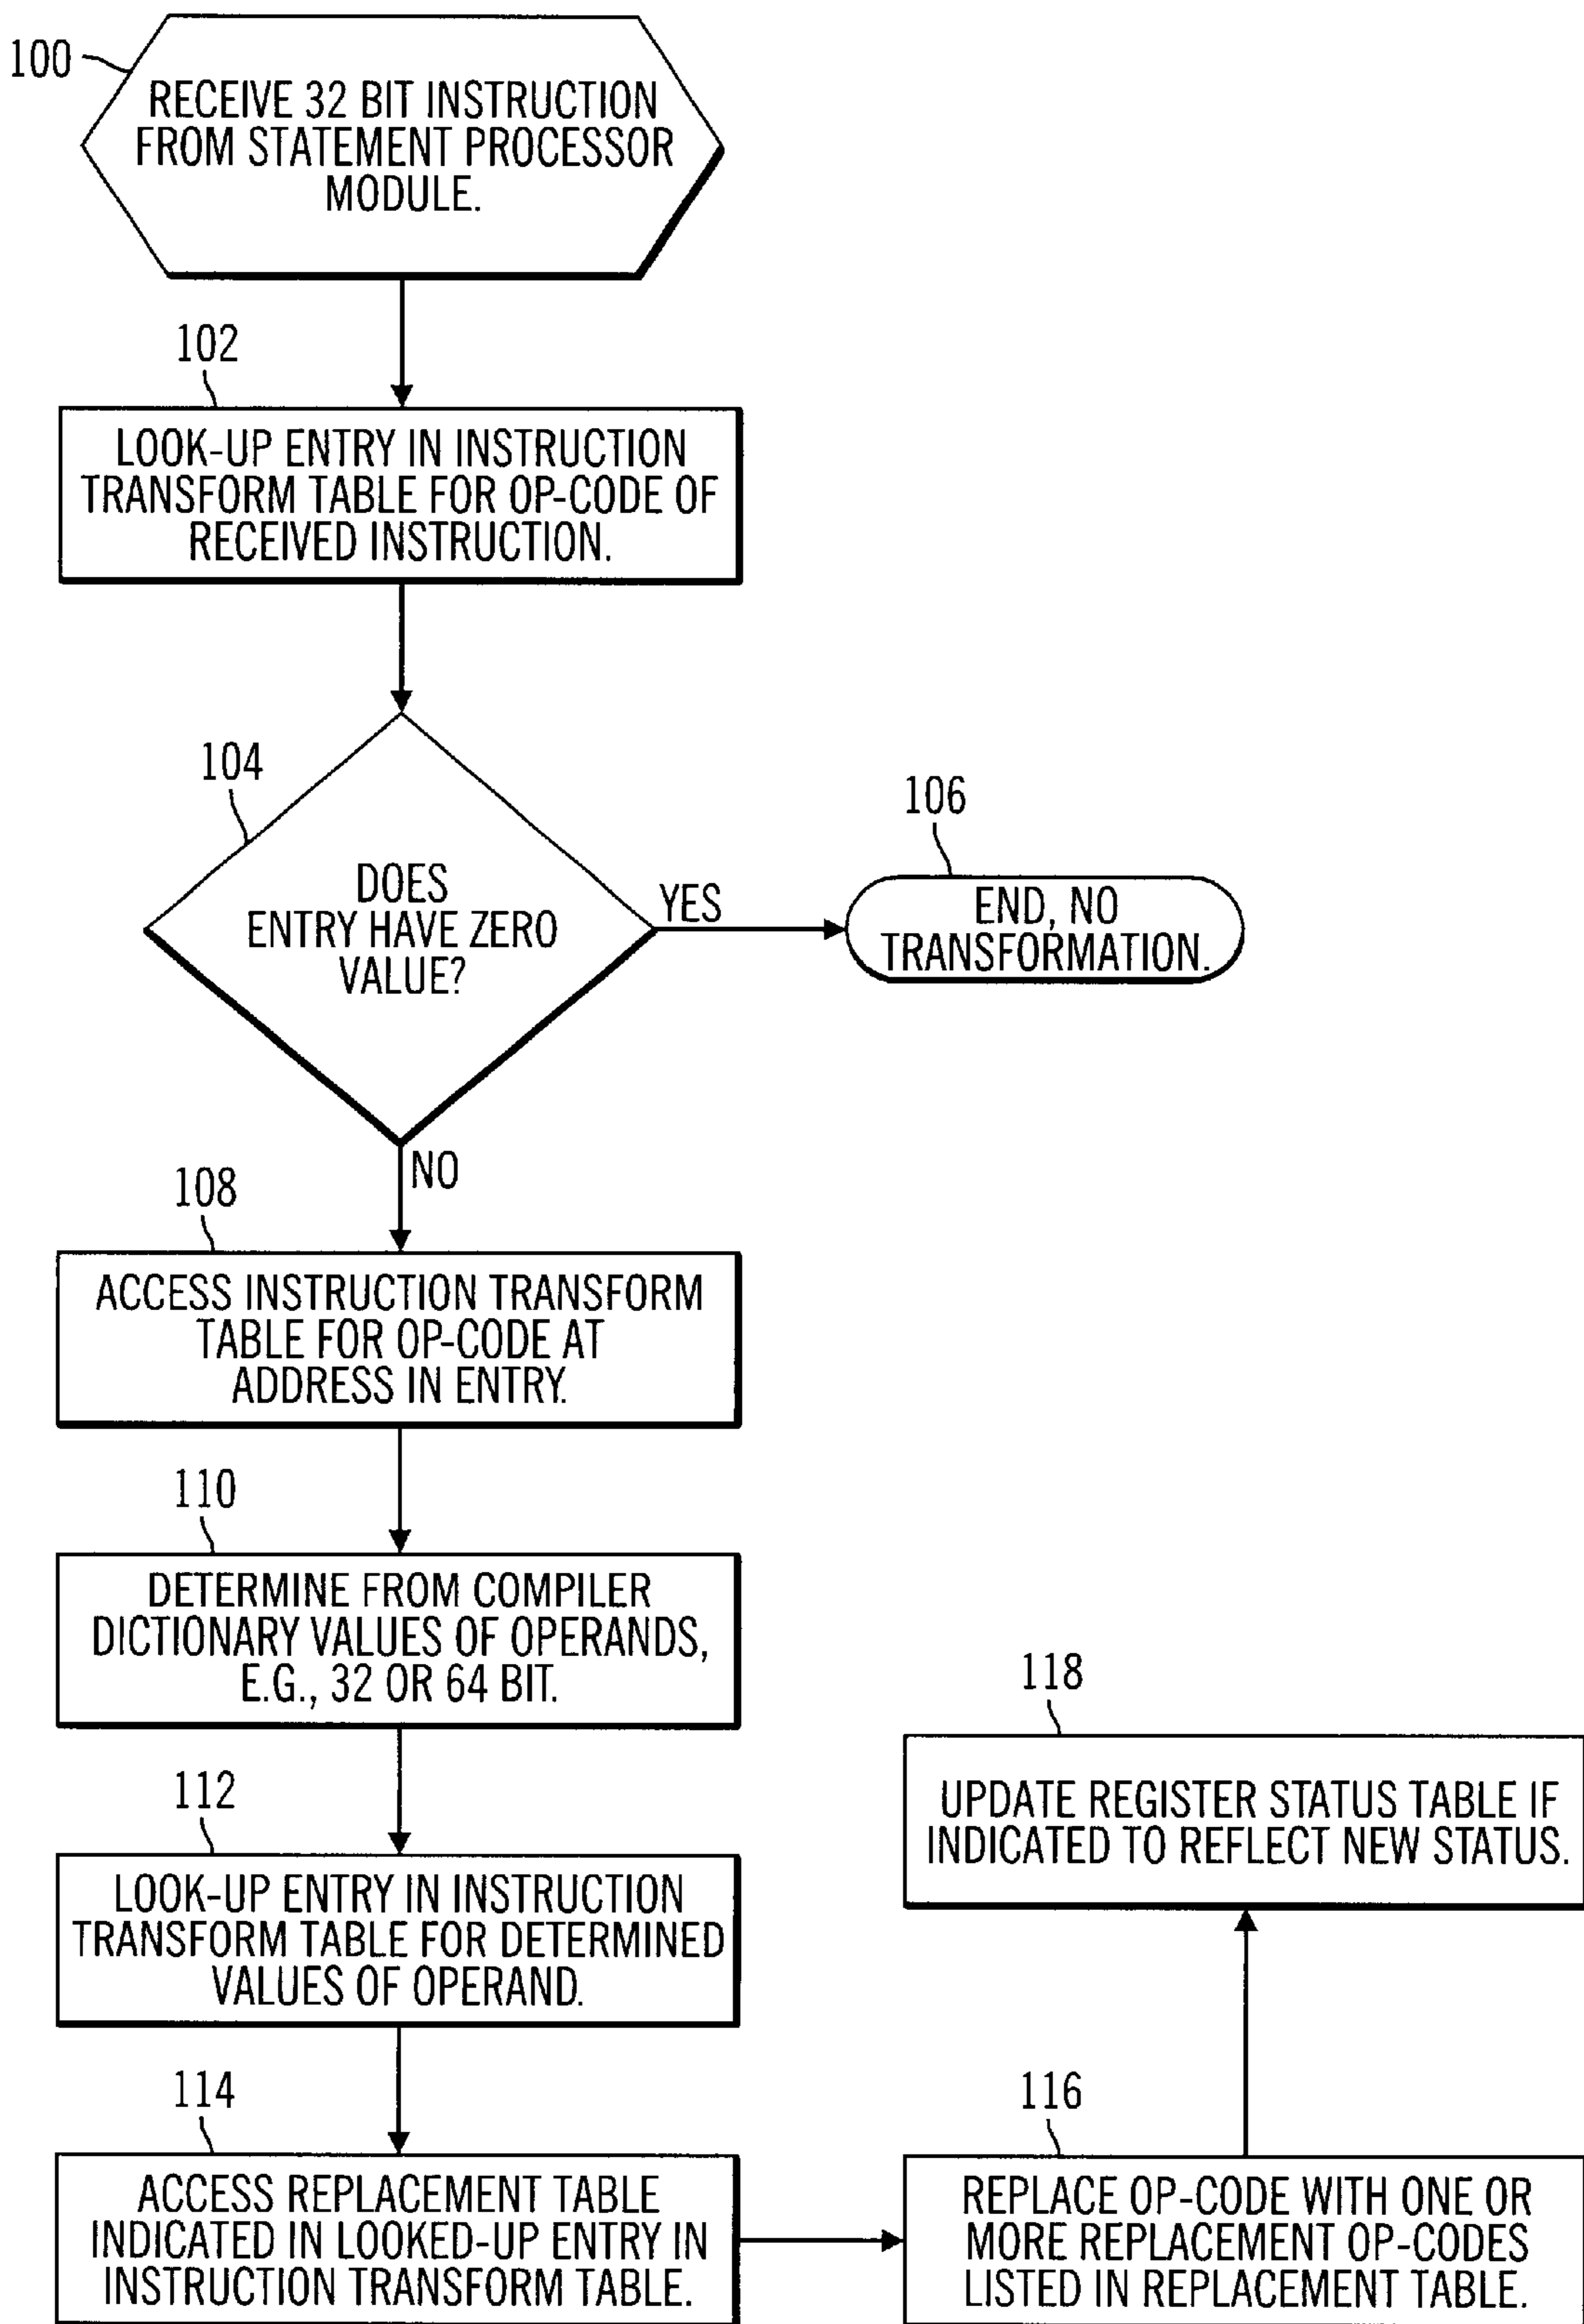 100
RECEIVE 32 BIT INSTRUCTION
FROM STATEMENT PROCESSOR
MODULE.
102
LOOK-UP ENTRY IN INSTRUCTION
TRANSFORM TABLE FOR OP-CODE OF
RECEIVED INSTRUCTION.
104
DOES
ENTRY HAVE ZERO
VALUE?
YES
106
END, NO
TRANSFORMATION.
NO
108
ACCESS INSTRUCTION TRANSFORM
TABLE FOR OP-CODE AT
ADDRESS IN ENTRY.
110
DETERMINE FROM COMPILER
DICTIONARY VALUES OF OPERANDS,
E.G., 32 OR 64 BIT.
112
LOOK-UP ENTRY IN INSTRUCTION
TRANSFORM TABLE FOR DETERMINED
VALUES OF OPERAND.
114
ACCESS REPLACEMENT TABLE
INDICATED IN LOOKED-UP ENTRY IN
INSTRUCTION TRANSFORM TABLE.
116
REPLACE OP-CODE WITH ONE OR
MORE REPLACEMENT OP-CODES
LISTED IN REPLACEMENT TABLE.
118
UPDATE REGISTER STATUS TABLE IF
INDICATED TO REFLECT NEW STATUS.